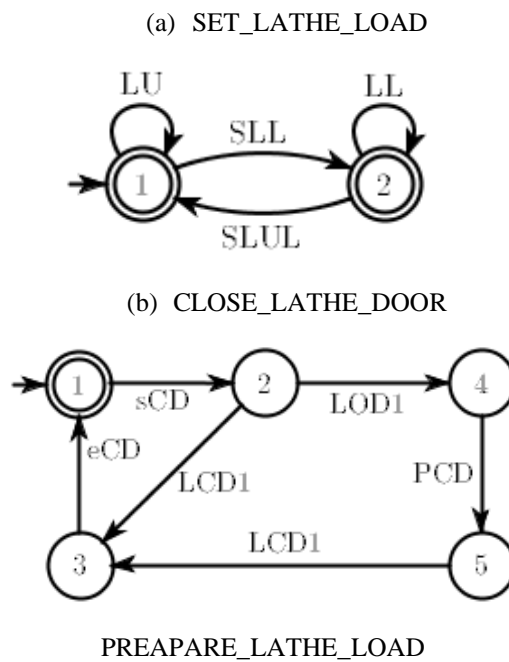 (a) SET_LATHE_LOAD
LU
LL
SLL
1
2
SLUL
(b) CLOSE_LATHE_DOOR
1
sCD
2
LOD1
4
eCD
LCD1
PCD
LCD1
3
5
PREAPARE_LATHE_LOAD